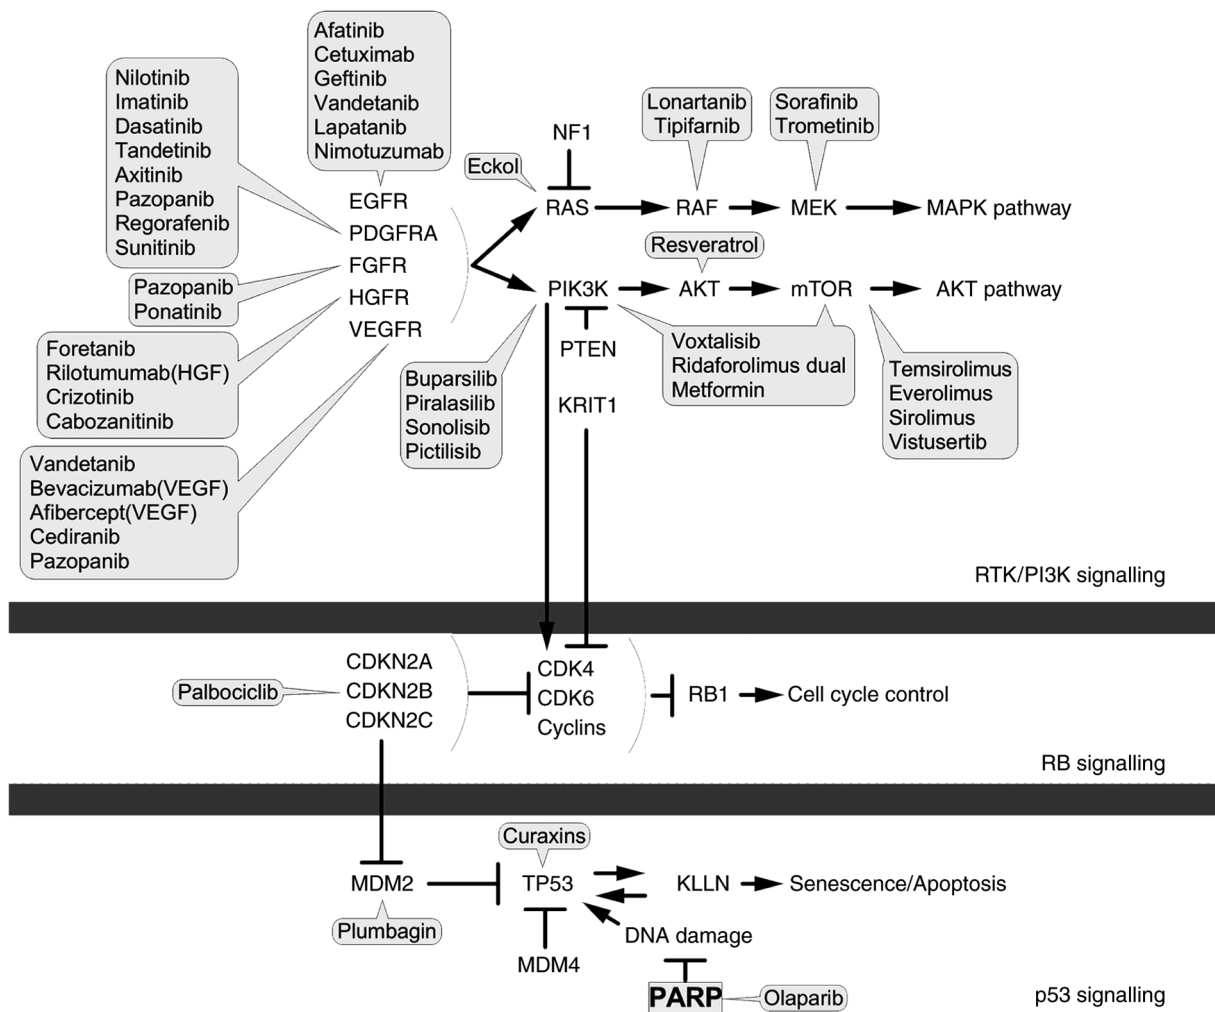 Afatinib
Cetuximab
Geftinib
Vandetanib
Lapatanib
Nimotuzumab
Nilotinib
Imatinib
Dasatinib
Tandetinib
Axitinib
Pazopanib
Regorafenib
Sunitinib
Pazopanib
Ponatinib
Foretanib
Rilotumumab(HGF)
Crizotinib
Cabozanitinib
Vandetanib
Bevacizumab(VEGF)
Afibercept(VEGF)
Cediranib
Pazopanib
EGFR
PDGFRA
FGFR
HGFR
VEGFR
Eckol
NF1
Lonartanib
Tipifarnib
Sorafinib
Trometinib
RAS
RAF
MEK
MAPK pathway
Resveratrol
PIK3K
AKT
mTOR
AKT pathway
PTEN
KRIT1
Buparsilib
Piralasilib
Sonolisib
Pictilisib
Voxtalisib
Ridaforolimus dual
Metformin
Temsirolimus
Everolimus
Sirolimus
Vistusertib
RTK/PI3K signalling
Palbociclib
CDKN2A
CDKN2B
CDKN2C
CDK4
CDK6
Cyclins
RB1
Cell cycle control
RB signalling
Curaxins
MDM2
TP53
KLLN
Senescence/Apoptosis
Plumbagin
MDM4
DNA damage
PARP
Olaparib
p53 signalling